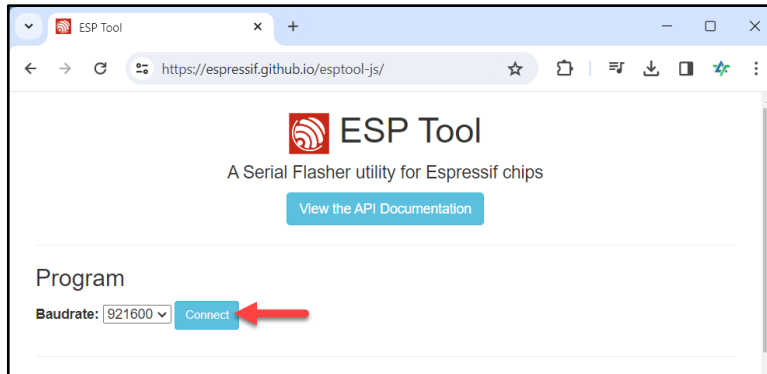 ESP Tool
https://espressif.github.io/esptool-js/
ESP Tool
A Serial Flasher utility for Espressif chips
View the API Documentation
Program
Baudrate: 921600 Connect